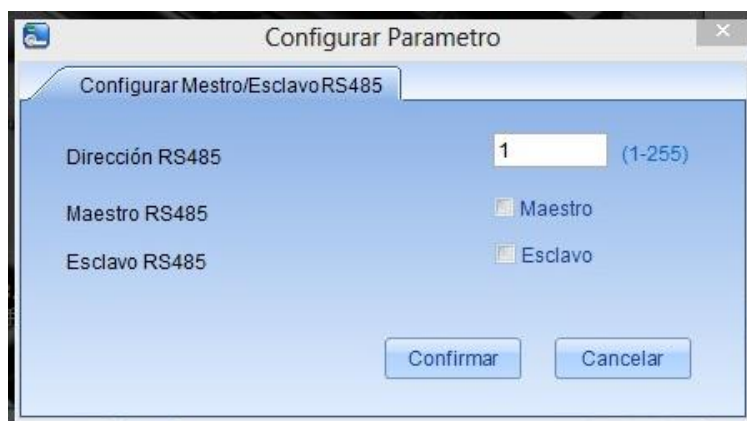 Configurar Parametro
Configurar Mestro/Esclavo RS485
Dirección RS485 1 (1-255)
Maestro RS485 Maestro
Esclavo RS485 Esclavo
Confirmar Cancelar